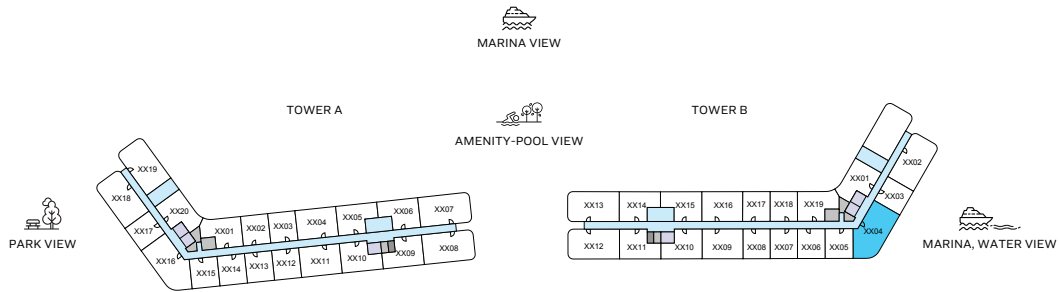 MARINA VIEW
TOWER A
TOWER B
AMENITY-POOL VIEW
PARK VIEW
MARINA, WATER VIEW
XX19
XX18
XX20
XX17
XX16
XX01
XX02
XX03
XX04
XX05
XX06
XX07
XX15
XX14
XX13
XX12
XX11
XX10
XX09
XX08
XX02
XX01
XX03
XX04
XX13
XX14
XX15
XX16
XX17
XX18
XX19
XX12
XX11
XX10
XX09
XX08
XX07
XX06
XX05